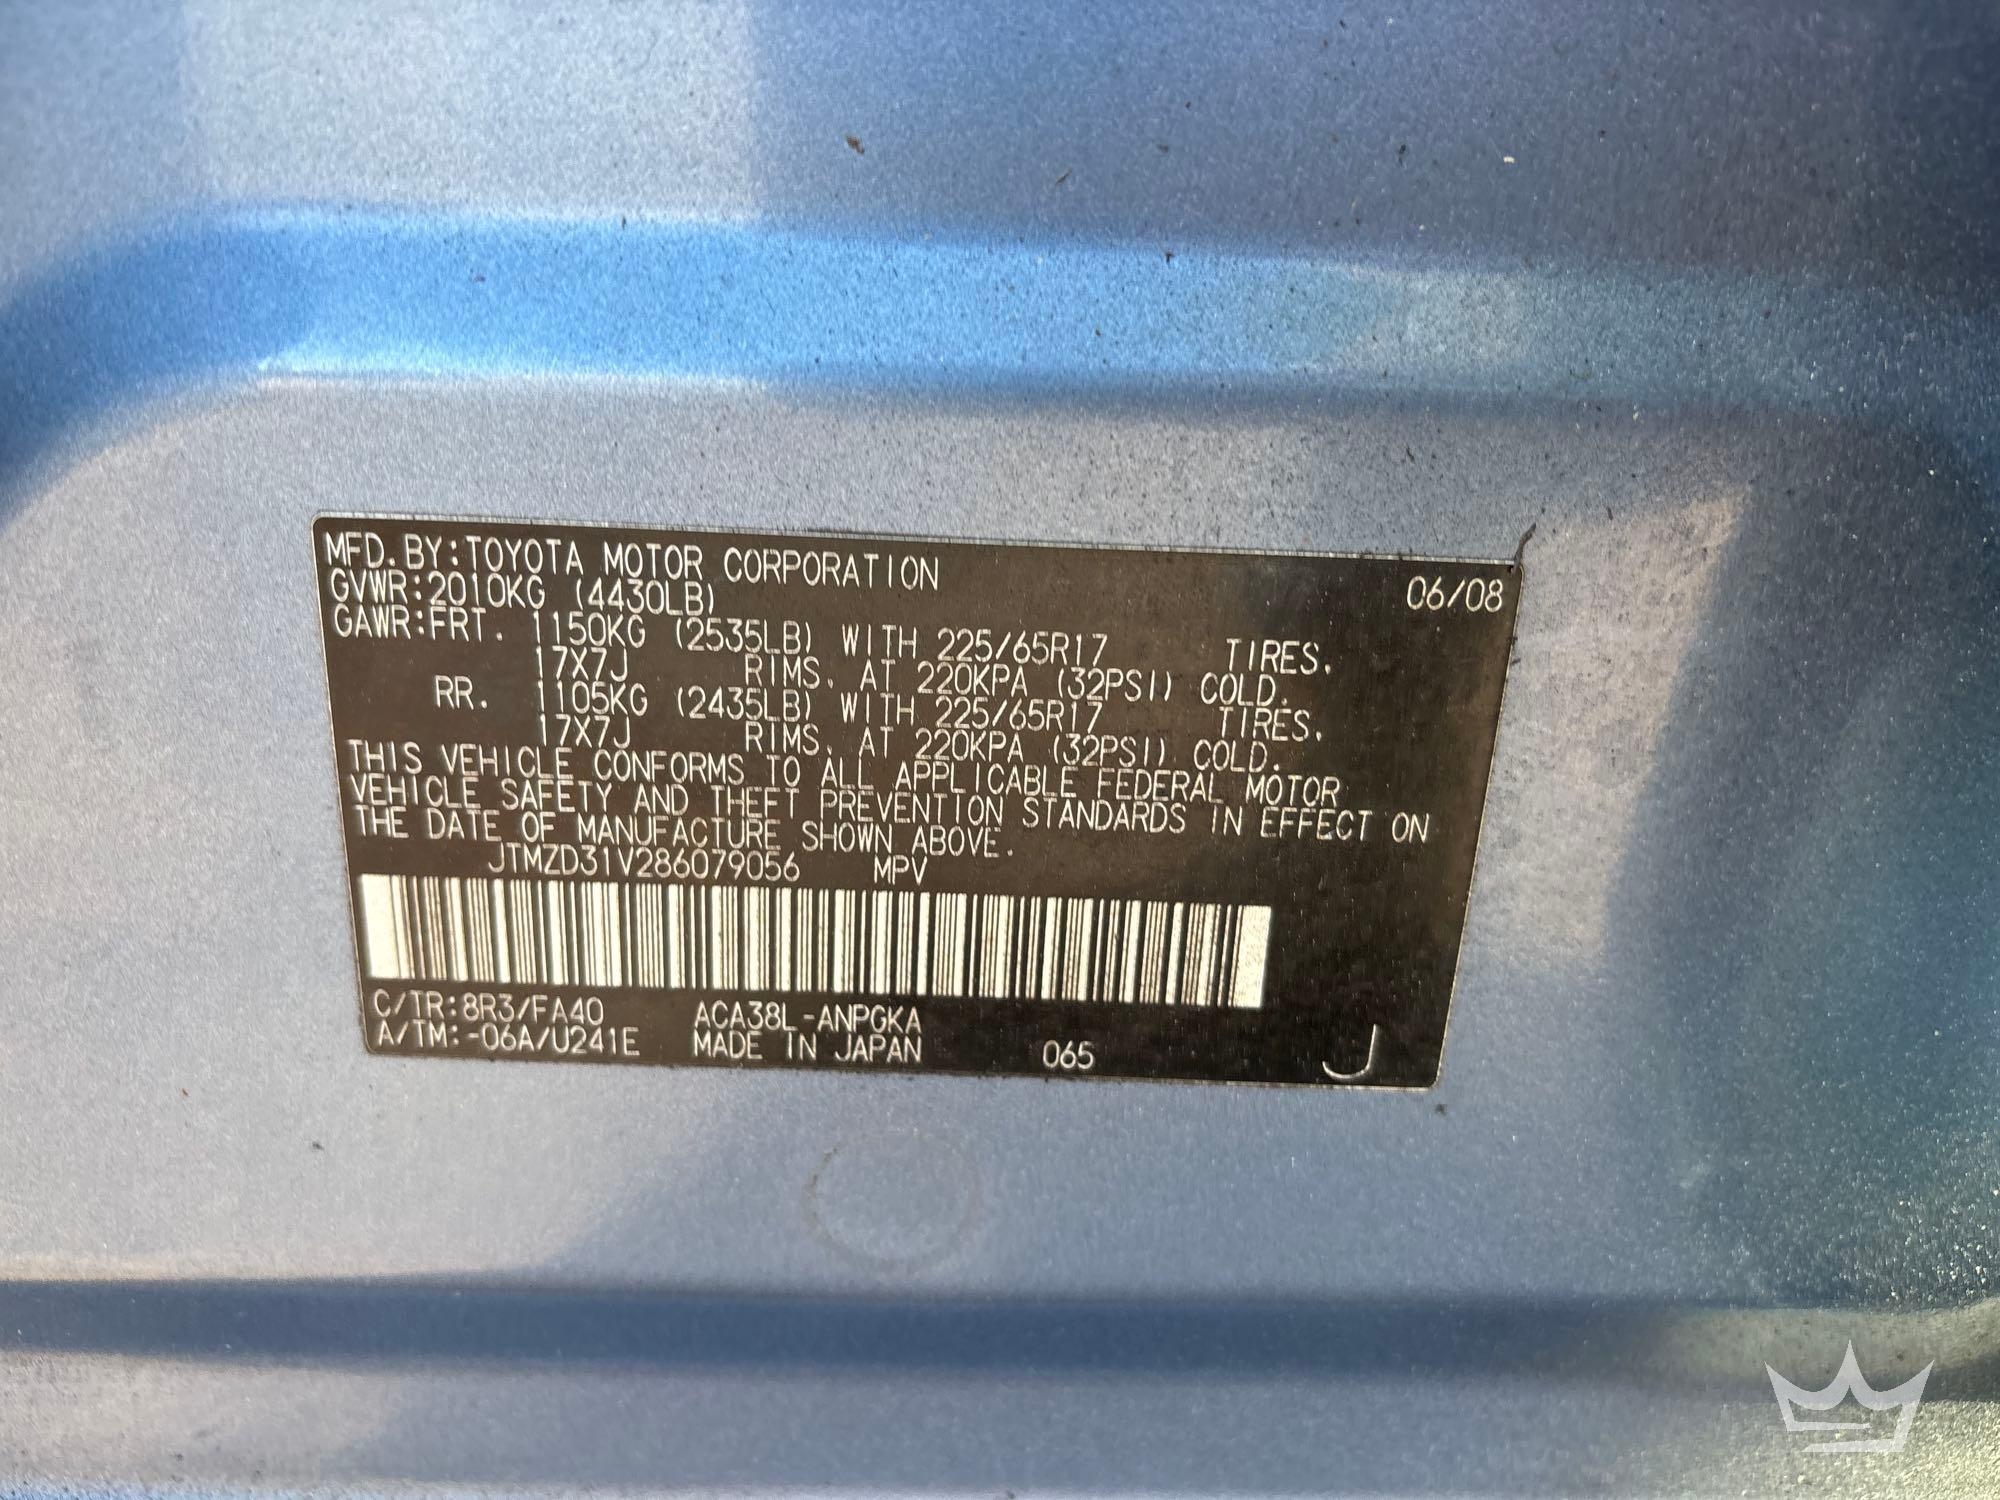 MFD. BY:TOYOTA MOTOR CORPORATION 06/08
GVWR:2010KG (4430LB)
GAWR:FRT. 1150KG (2535LB) WITH 225/65R17 TIRES.
17X7J RIMS, AT 220KPA (32PSI) COLD.
RR. 1105KG (2435LB) WITH 225/65R17 TIRES.
17X7J RIMS, AT 220KPA (32PSI) COLD.
THIS VEHICLE CONFORMS TO ALL APPLICABLE FEDERAL MOTOR
VEHICLE SAFETY AND THEFT PREVENTION STANDARDS IN EFFECT ON
THE DATE OF MANUFACTURE SHOWN ABOVE.
JTMZD31V286079056 MPV
C/TR:8R3/FA40 ACA38L-ANPGKA
A/TM:-06A/U241E MADE IN JAPAN 065 J